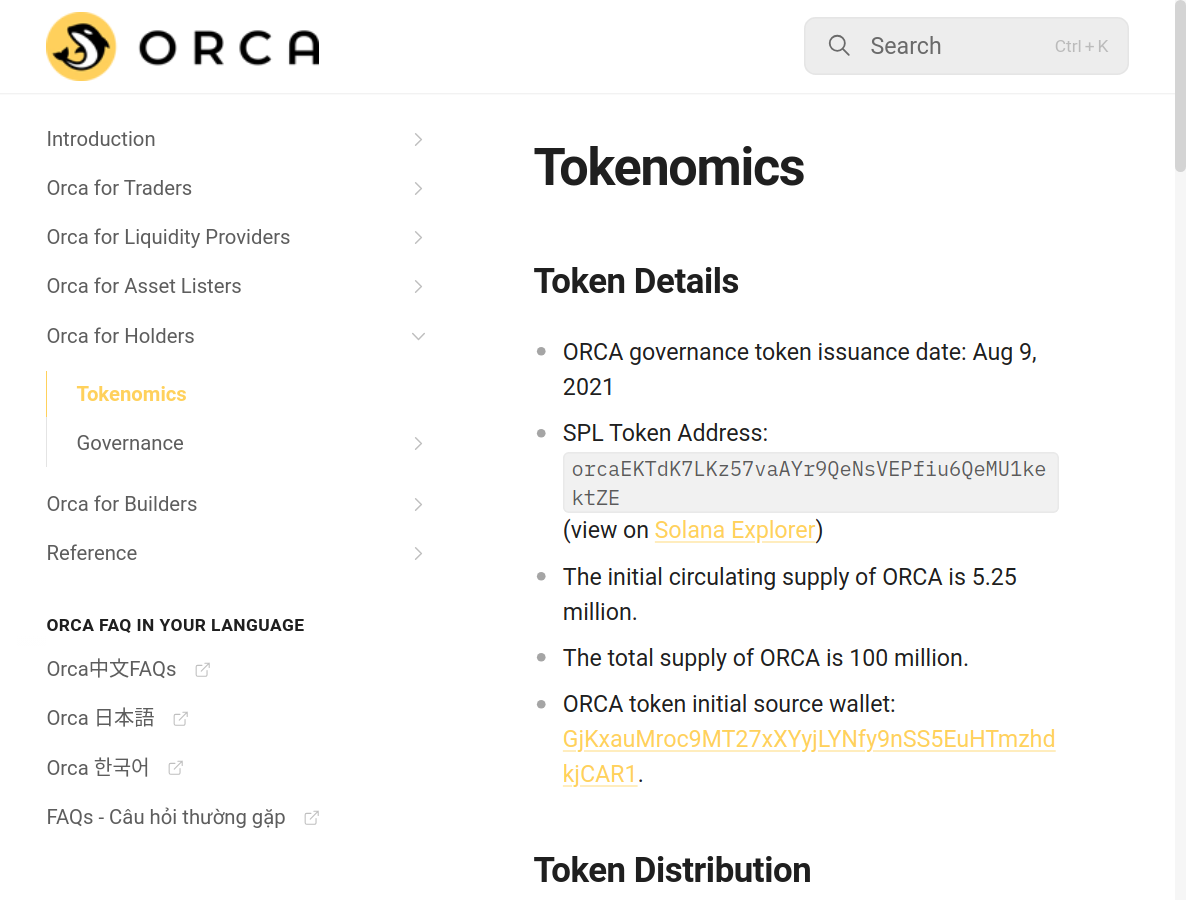 ORCA
Search
Ctrl + K
Introduction
Orca for Traders
Orca for Liquidity Providers
Orca for Asset Listers
Orca for Holders
Tokenomics
Governance
Orca for Builders
Reference
ORCA FAQ IN YOUR LANGUAGE
Orca中文FAQs
Orca 日本語
Orca 한국어
FAQs - Câu hỏi thường gặp
Tokenomics
Token Details
ORCA governance token issuance date: Aug 9,
2021
SPL Token Address:
orcaEKTdK7LKz57vaAYr9QeNsVEPfiu6QeMU1ke
ktZE
(view on Solana Explorer)
The initial circulating supply of ORCA is 5.25
million.
The total supply of ORCA is 100 million.
ORCA token initial source wallet:
GjKxauMroc9MT27xXYyjLYNfy9nSS5EuHTmzhd
kjCAR1.
Token Distribution